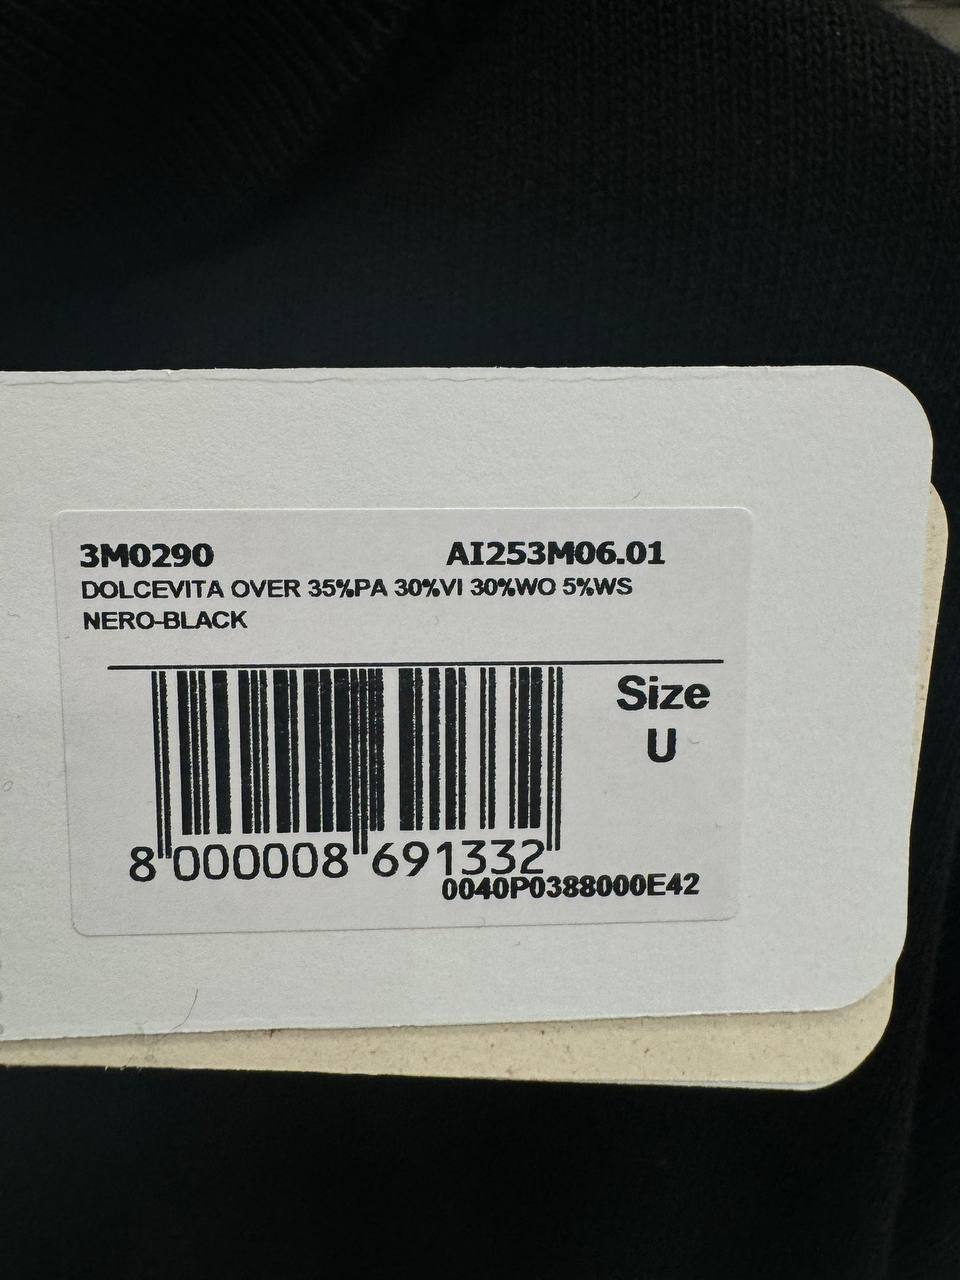 3M0290 AI253M06.01
DOLCEVITA OVER 35%PA 30%VI 30%WO 5%WS
NERO-BLACK
Size
U
8 000008 691332
0040P0388000E42